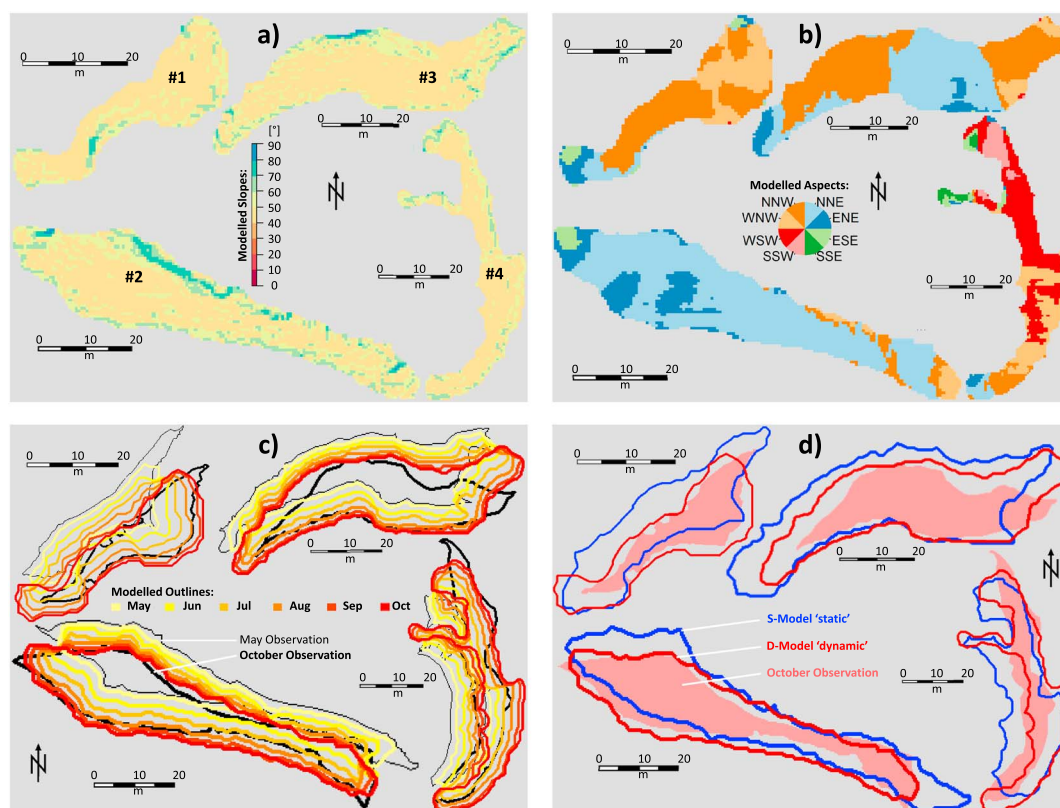 a)
0 10 20
m
#1
#3
0 10 20
m
[°]
90
80
70
60
50
40
30
20
10
0
Modelled Slopes:
N
#2
0 10 20
m
#4
0 10 20
m
b)
0 10 20
m
0 10 20
m
Modelled Aspects:
NNW NNE
WNW ENE
WSW ESE
SSW SSE
N
0 10 20
m
0 10 20
m
c)
0 10 20
m
0 10 20
m
Modelled Outlines:
May Jun Jul Aug Sep Oct
May Observation
October Observation
0 10 20
m
N
0 10 20
m
d)
0 10 20
m
0 10 20
m
N
S-Model ‘static’
D-Model ‘dynamic’
October Observation
0 10 20
m
0 10 20
m